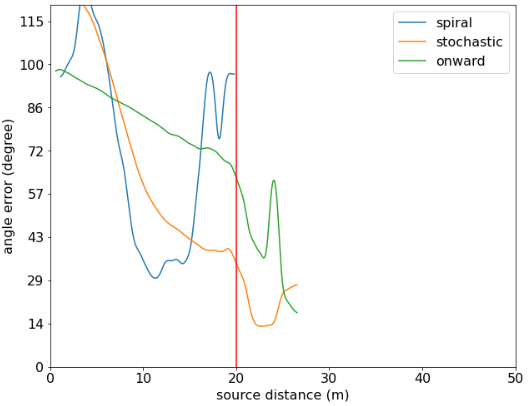 115
100
86
72
57
43
29
14
0
angle error (degree)
spiral
stochastic
onward
0 10 20 30 40 50
source distance (m)